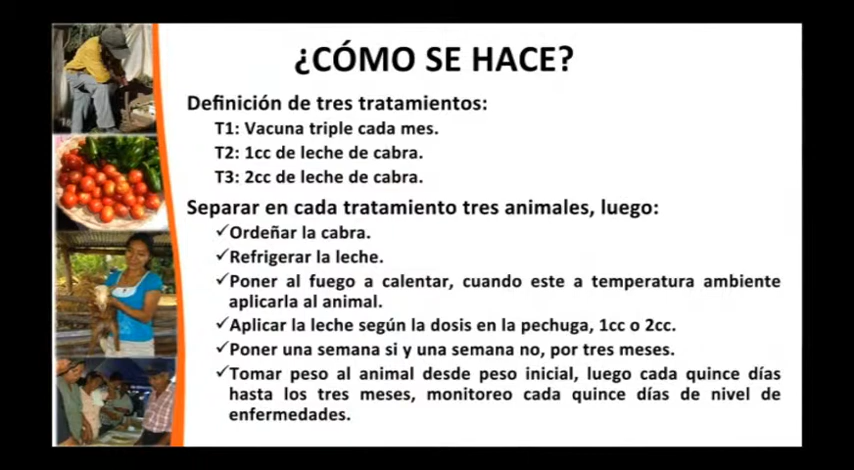 ¿CÓMO SE HACE?
Definición de tres tratamientos:
T1: Vacuna triple cada mes.
T2: 1cc de leche de cabra.
T3: 2cc de leche de cabra.
Separar en cada tratamiento tres animales, luego:
✓Ordeñar la cabra.
✓Refrigerar la leche.
✓Poner al fuego a calentar, cuando este a temperatura ambiente
aplicarla al animal.
✓Aplicar la leche según la dosis en la pechuga, 1cc o 2cc.
✓Poner una semana si y una semana no, por tres meses.
✓Tomar peso al animal desde peso inicial, luego cada quince días
hasta los tres meses, monitoreo cada quince días de nivel de
enfermedades.